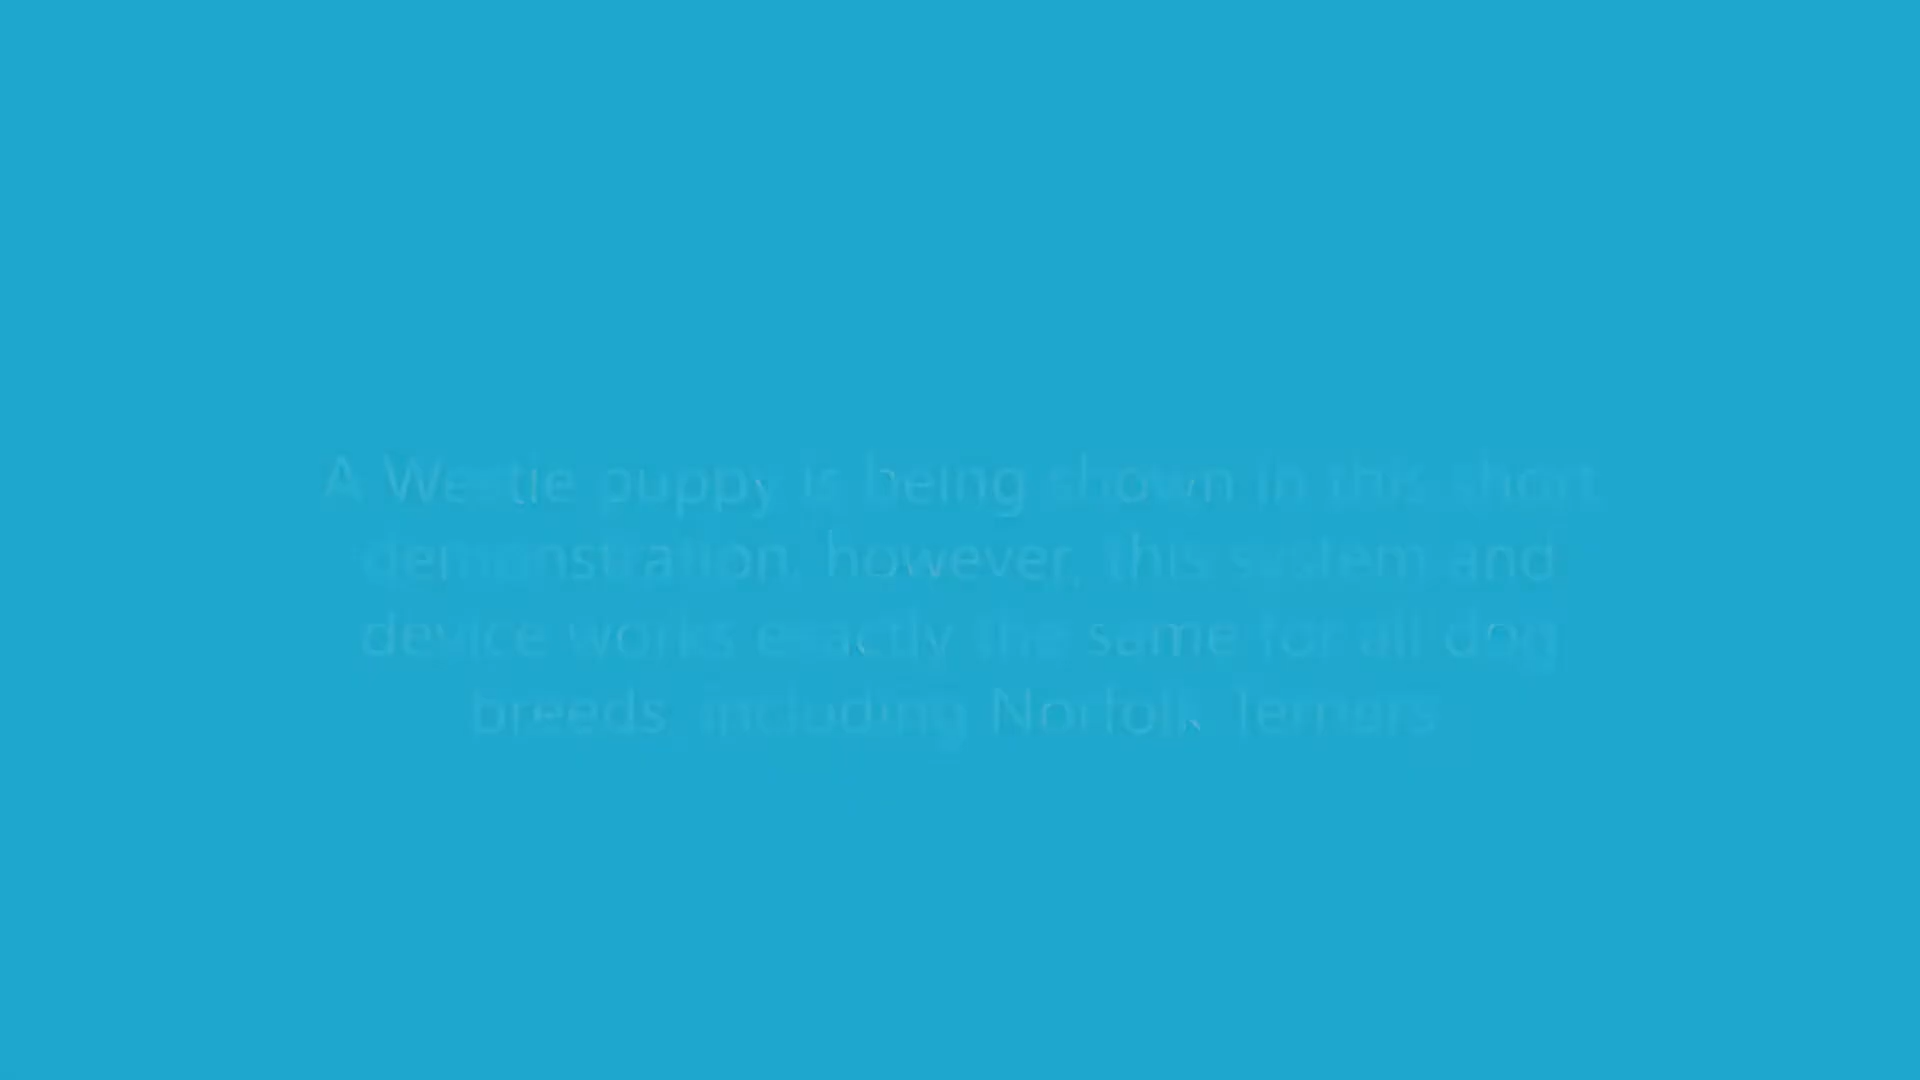 A Westie puppy is being shown in this short
demonstration, however, this system and
device works exactly the same for all dog
breeds, including Norfolk Terriers